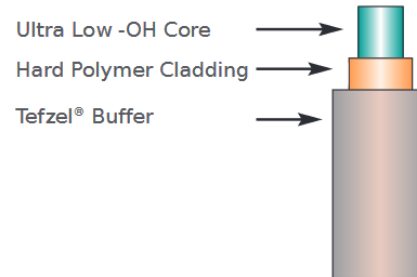 Ultra Low -OH Core
Hard Polymer Cladding
Tefzel® Buffer